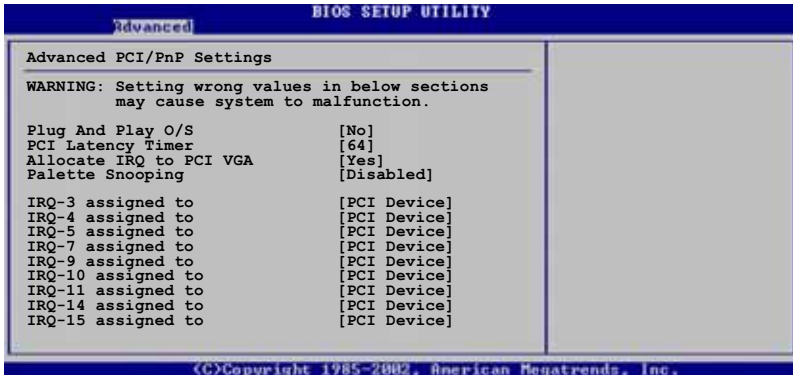 BIOS SETUP UTILITY
Advanced
Advanced PCI/PnP Settings
WARNING: Setting wrong values in below sections
may cause system to malfunction.
Plug And Play O/S [No]
PCI Latency Timer [64]
Allocate IRQ to PCI VGA [Yes]
Palette Snooping [Disabled]
IRQ-3 assigned to [PCI Device]
IRQ-4 assigned to [PCI Device]
IRQ-5 assigned to [PCI Device]
IRQ-7 assigned to [PCI Device]
IRQ-9 assigned to [PCI Device]
IRQ-10 assigned to [PCI Device]
IRQ-11 assigned to [PCI Device]
IRQ-14 assigned to [PCI Device]
IRQ-15 assigned to [PCI Device]
(C)Copyright 1985-2002, American Megatrends, Inc.